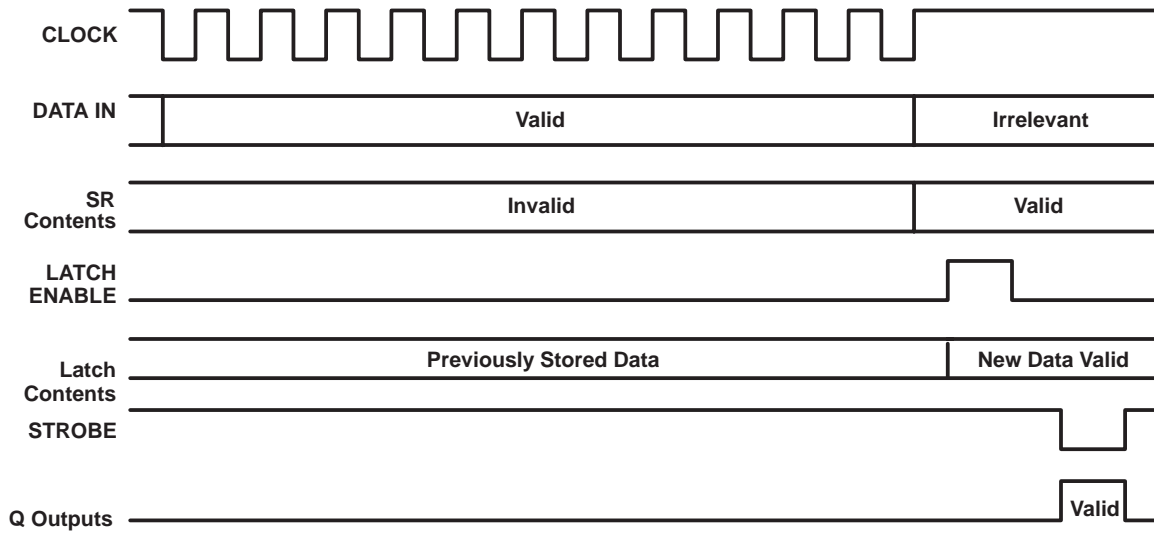 CLOCK
DATA IN
Valid
Irrelevant
SR
Contents
Invalid
Valid
LATCH
ENABLE
Latch
Contents
Previously Stored Data
New Data Valid
STROBE
Q Outputs
Valid